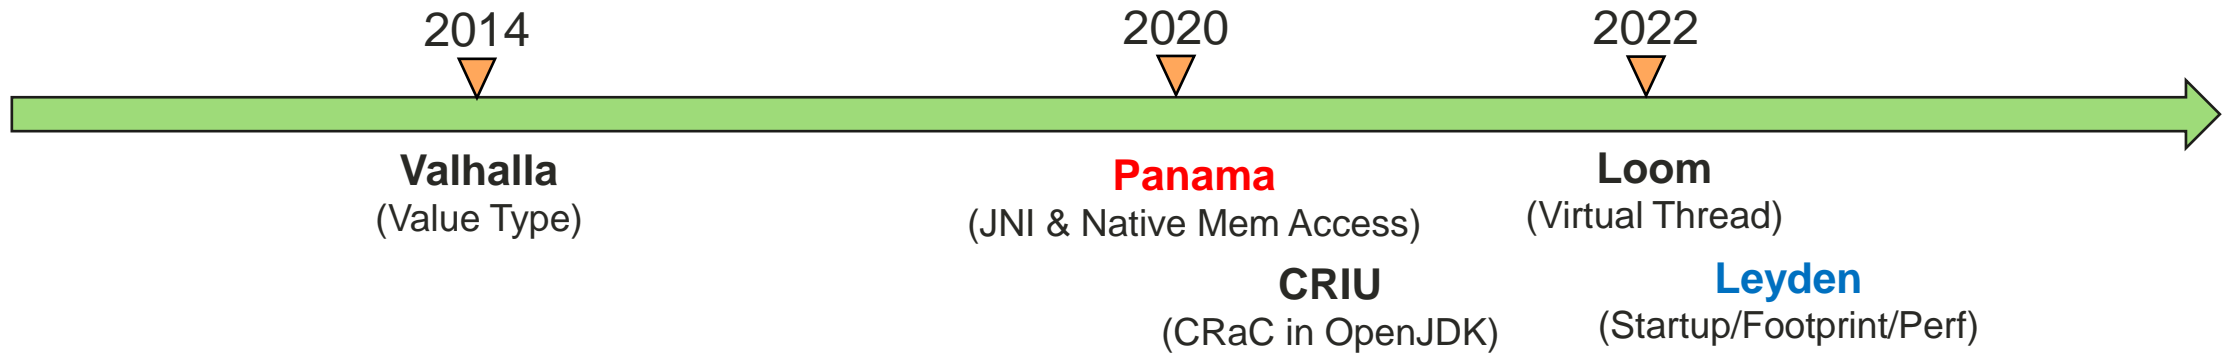 2014
2020
2022
Valhalla
(Value Type)
Panama
(JNI & Native Mem Access)
Loom
(Virtual Thread)
CRIU
(CRaC in OpenJDK)
Leyden
(Startup/Footprint/Perf)